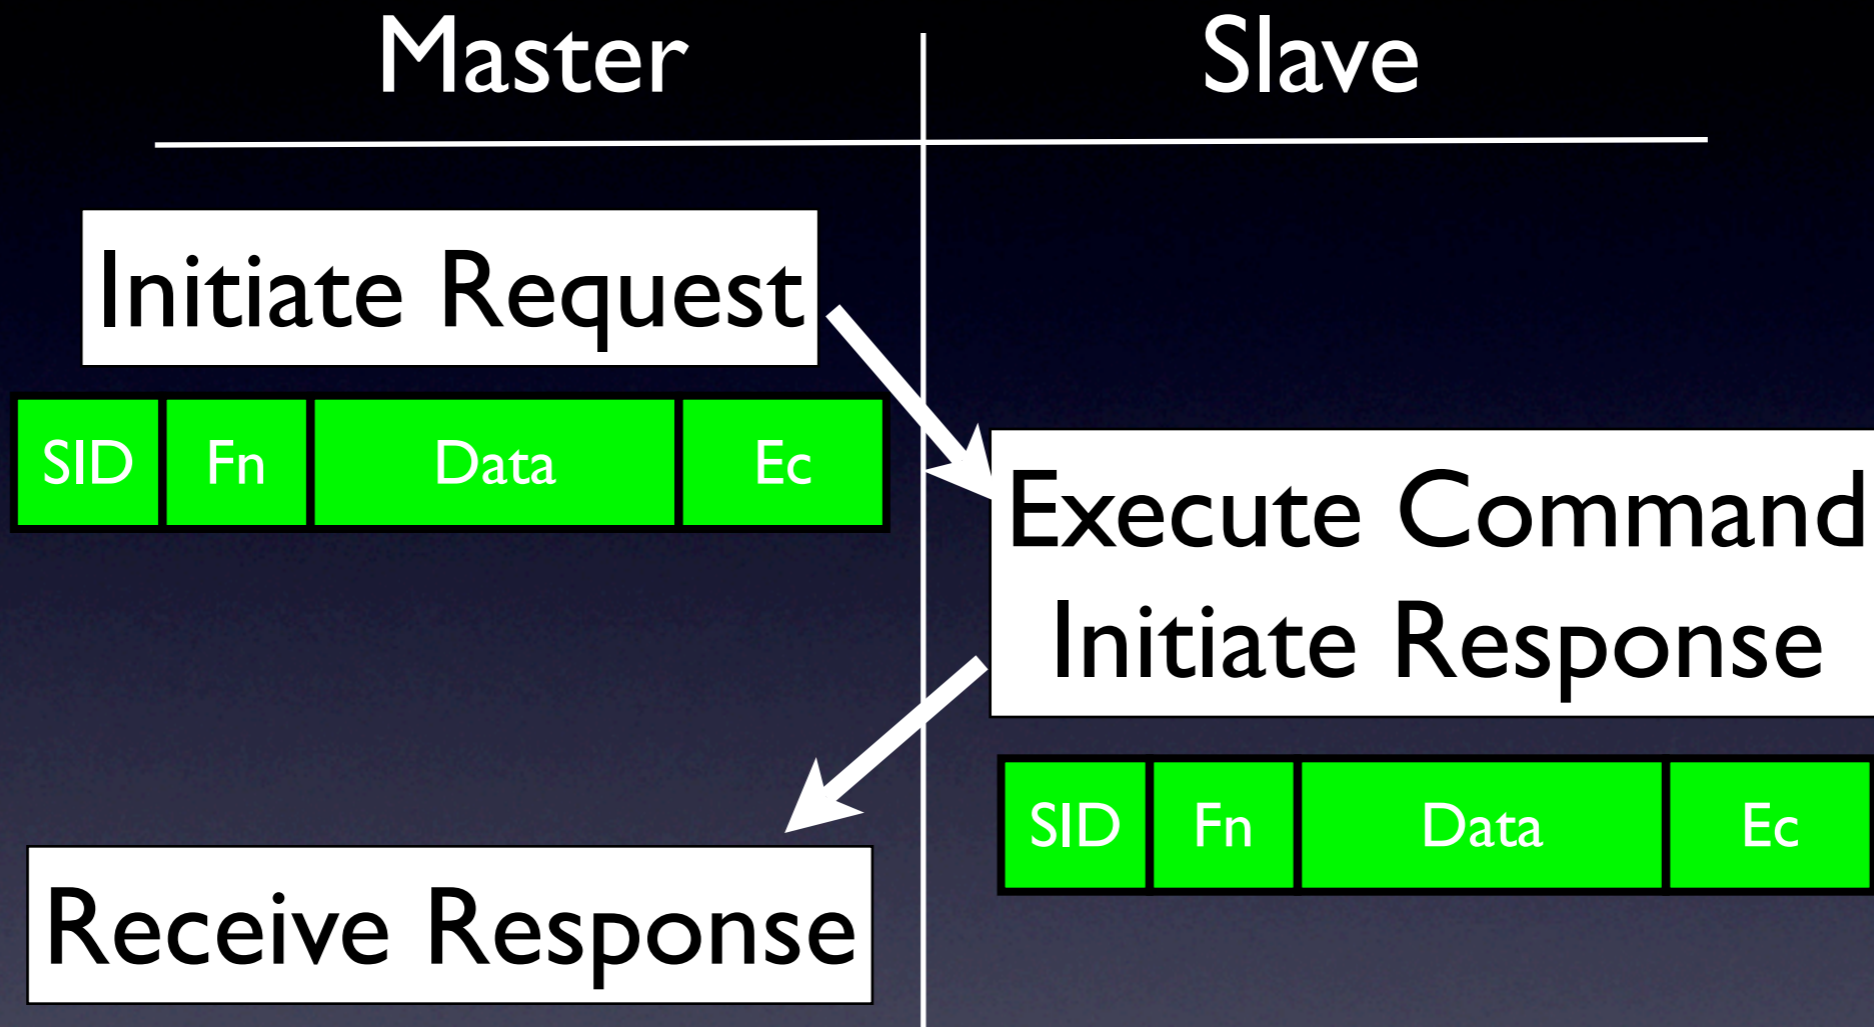 Master Slave
Initiate Request
SID Fn Data Ec
Execute Command
Initiate Response
SID Fn Data Ec
Receive Response